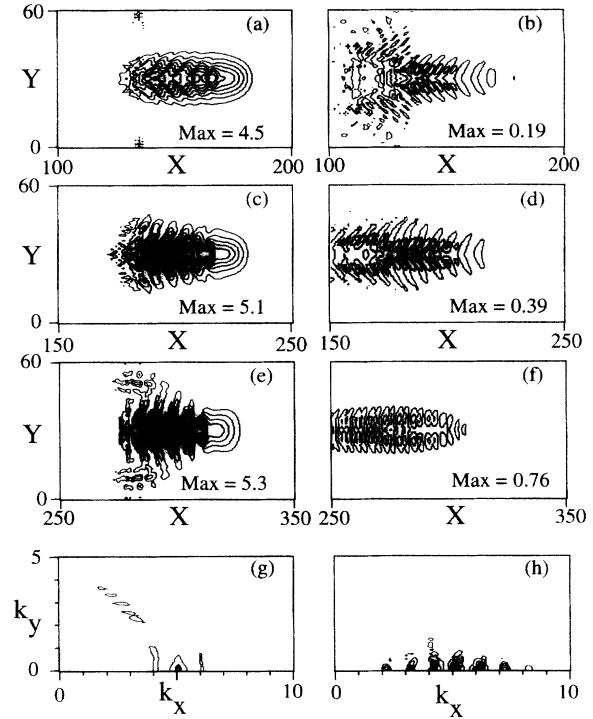 60 (a) (b)
Y
Max = 4.5 Max = 0.19
0
100 X 200 100 X 200
60 (c) (d)
Y
Max = 5.1 Max = 0.39
0
150 X 250 150 X 250
60 (e) (f)
Y
Max = 5.3 Max = 0.76
0
250 X 350 250 X 350
5 (g) (h)
k_y
0
0 k_x 10 0 k_x 10